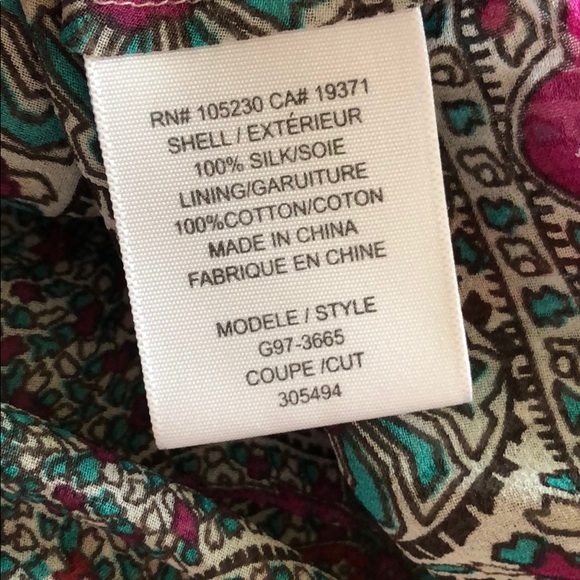 RN# 105230 CA# 19371
SHELL / EXTÉRIEUR
100% SILK/SOIE
LINING/GARUITURE
100%COTTON/COTON
MADE IN CHINA
FABRIQUE EN CHINE
MODELE / STYLE
G97-3665
COUPE /CUT
305494